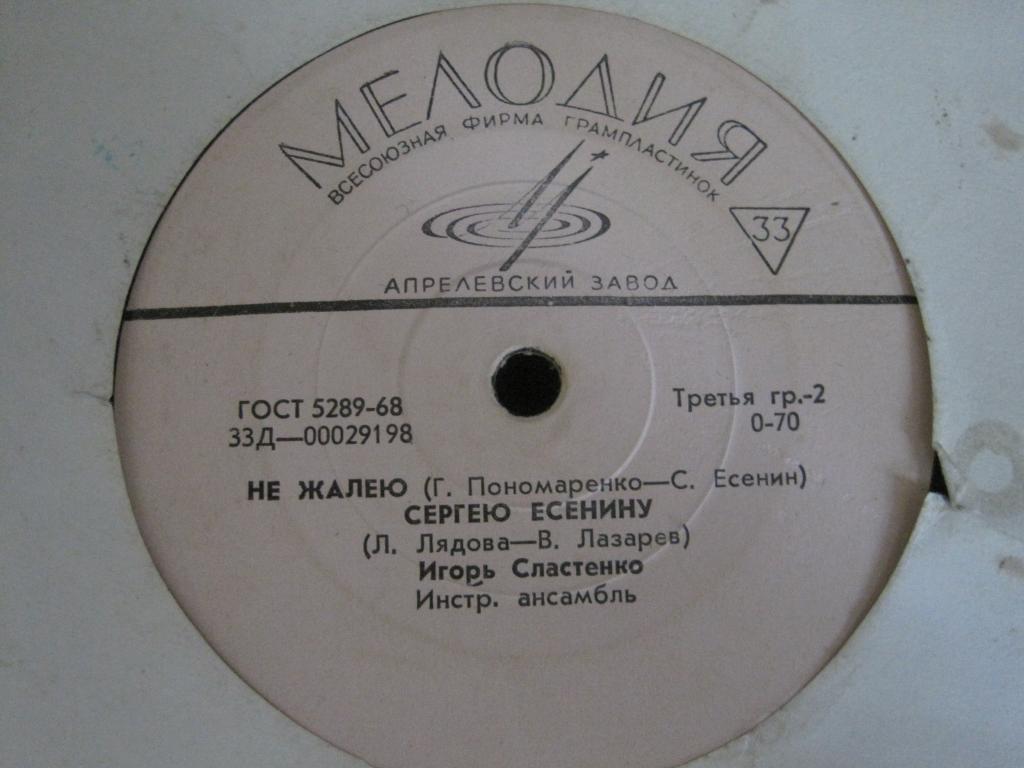 МЕЛОДИЯ
ВСЕСОЮЗНАЯ ФИРМА ГРАМПЛАСТИНОК
33
АПРЕЛЕВСКИЙ ЗАВОД
ГОСТ 5289-68
33Д—00029198
Третья гр.-2
0-70
НЕ ЖАЛЕЮ (Г. Пономаренко—С. Есенин)
СЕРГЕЮ ЕСЕНИНУ
(Л. Лядова—В. Лазарев)
Игорь Сластенко
Инстр. ансамбль